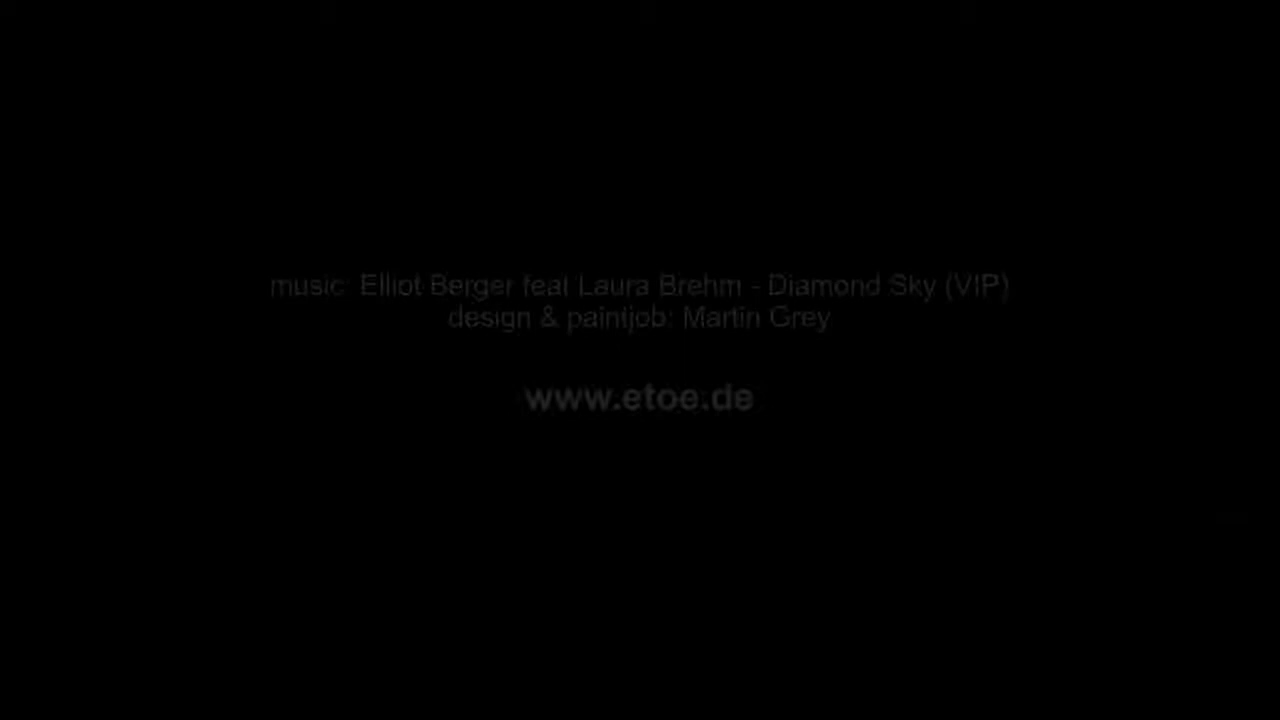 music: Elliot Berger feat Laura Brehm - Diamond Sky (VIP)
design & paintjob: Martin Grey
www.etoe.de